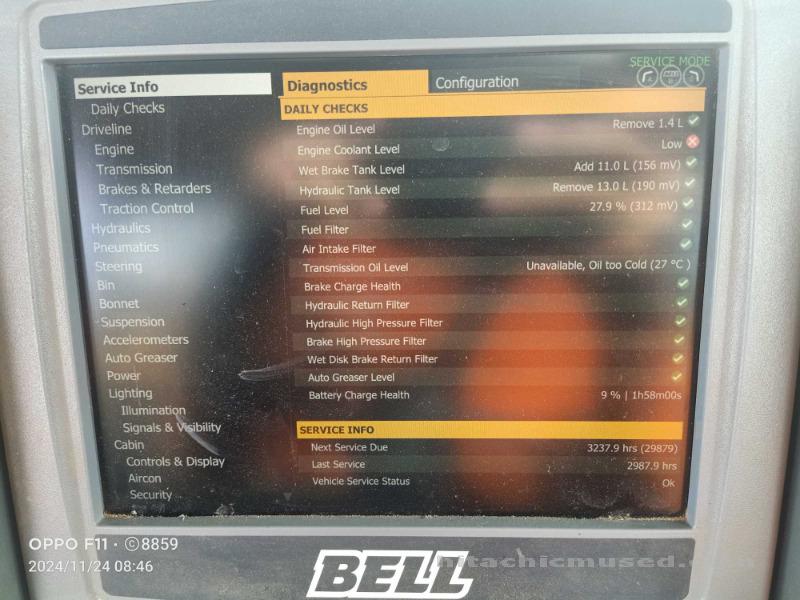 SERVICE MODE
Service Info
Diagnostics
Configuration
Daily Checks
Driveline
Engine
Transmission
Brakes & Retarders
Traction Control
Hydraulics
Pneumatics
Steering
Bin
Bonnet
Suspension
Accelerometers
Auto Greaser
Power
Lighting
Illumination
Signals & Visibility
Cabin
Controls & Display
Aircon
Security
DAILY CHECKS
Engine Oil Level Remove 1.4 L
Engine Coolant Level Low
Wet Brake Tank Level Add 11.0 L (156 mV)
Hydraulic Tank Level Remove 13.0 L (190 mV)
Fuel Level 27.9 % (312 mV)
Fuel Filter
Air Intake Filter
Transmission Oil Level Unavailable, Oil too Cold (27 °C )
Brake Charge Health
Hydraulic Return Filter
Hydraulic High Pressure Filter
Brake High Pressure Filter
Wet Disk Brake Return Filter
Auto Greaser Level
Battery Charge Health 9 % | 1h58m00s
SERVICE INFO
Next Service Due 3237.9 hrs (29879)
Last Service 2987.9 hrs
Vehicle Service Status Ok
OPPO F11 · ©8859
2024/11/24 08:46
BELL